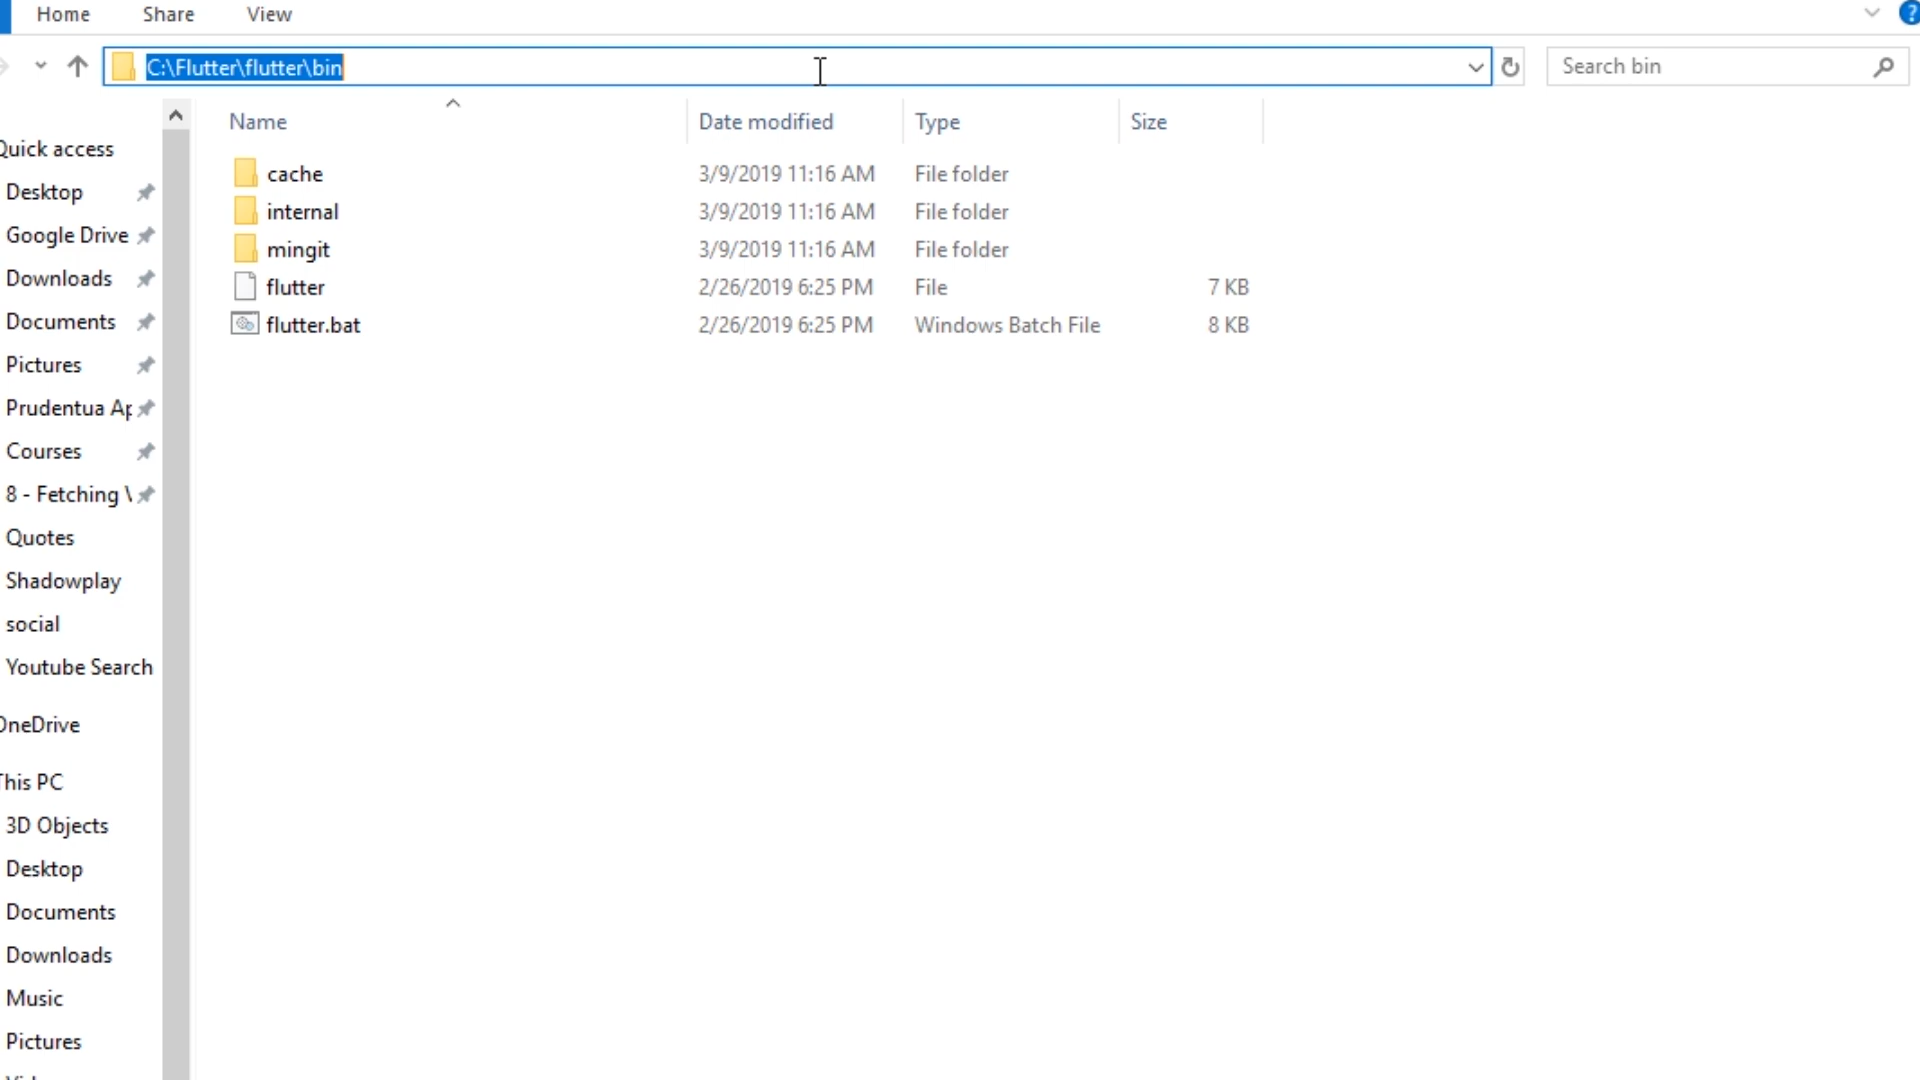 Home Share View
C:\Flutter\flutter\bin
Search bin
Name Date modified Type Size
cache 3/9/2019 11:16 AM File folder
internal 3/9/2019 11:16 AM File folder
mingit 3/9/2019 11:16 AM File folder
flutter 2/26/2019 6:25 PM File 7 KB
flutter.bat 2/26/2019 6:25 PM Windows Batch File 8 KB
Quick access
Desktop
Google Drive
Downloads
Documents
Pictures
Prudentua Ap
Courses
8 - Fetching
Quotes
Shadowplay
social
Youtube Search
OneDrive
This PC
3D Objects
Desktop
Documents
Downloads
Music
Pictures